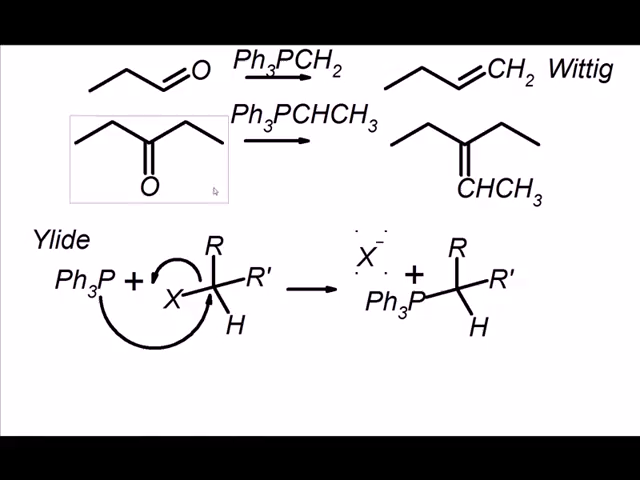 O Ph₃PCH₂ CH₂ Wittig
Ph₃PCHCH₃
O CHCH₃
Ylide
Ph₃P + X R R' H X⁻ + Ph₃P R R' H